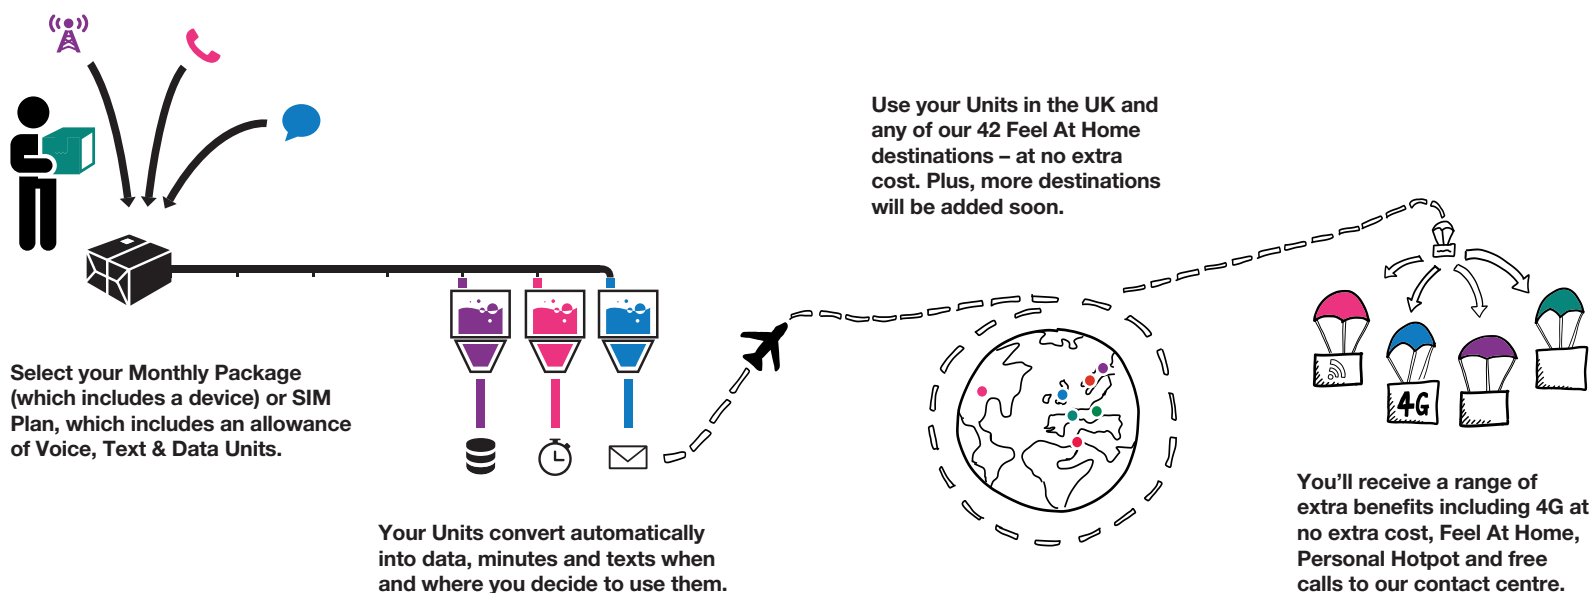 Select your Monthly Package
(which includes a device) or SIM
Plan, which includes an allowance
of Voice, Text & Data Units.
Your Units convert automatically
into data, minutes and texts when
and where you decide to use them.
Use your Units in the UK and
any of our 42 Feel At Home
destinations – at no extra
cost. Plus, more destinations
will be added soon.
4G
You’ll receive a range of
extra benefits including 4G at
no extra cost, Feel At Home,
Personal Hotpot and free
calls to our contact centre.